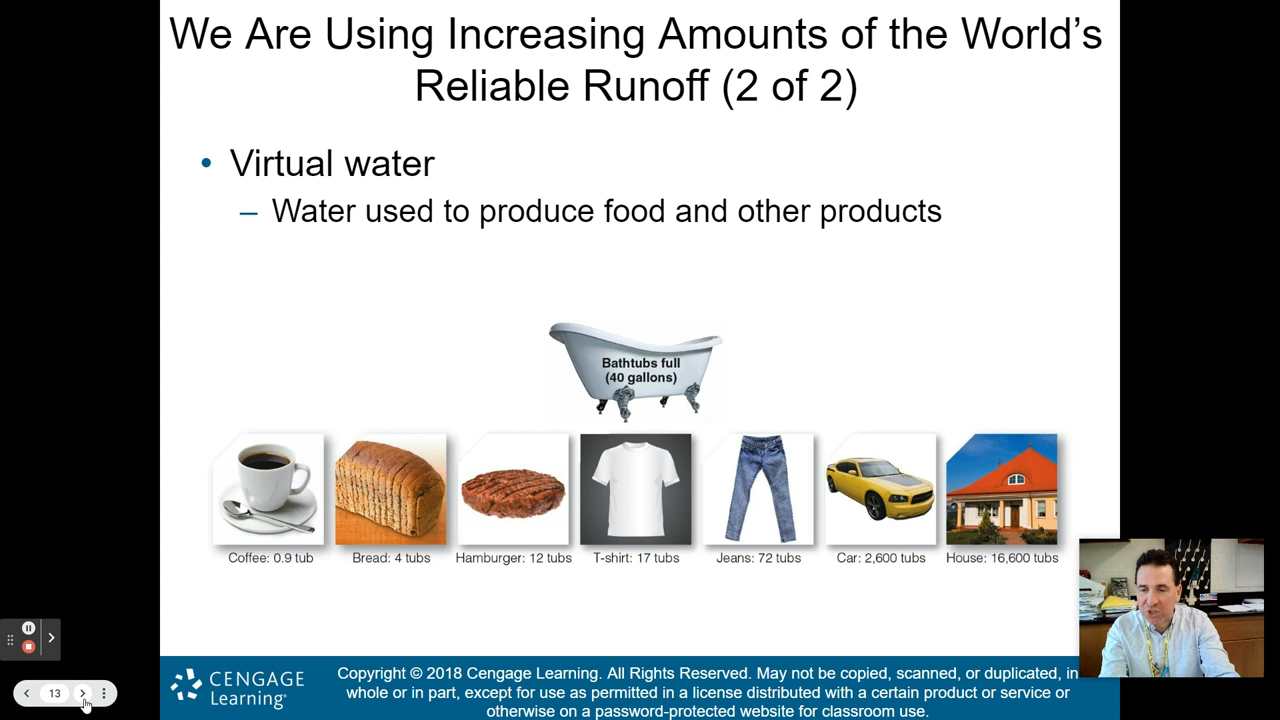 We Are Using Increasing Amounts of the World’s
Reliable Runoff (2 of 2)
• Virtual water
– Water used to produce food and other products
Bathtubs full
(40 gallons)
Coffee: 0.9 tub
Bread: 4 tubs
Hamburger: 12 tubs
T-shirt: 17 tubs
Jeans: 72 tubs
Car: 2,600 tubs
House: 16,600 tubs
13
CENGAGE
Learning®
Copyright © 2018 Cengage Learning. All Rights Reserved. May not be copied, scanned, or duplicated, in
whole or in part, except for use as permitted in a license distributed with a certain product or service or
otherwise on a password-protected website for classroom use.